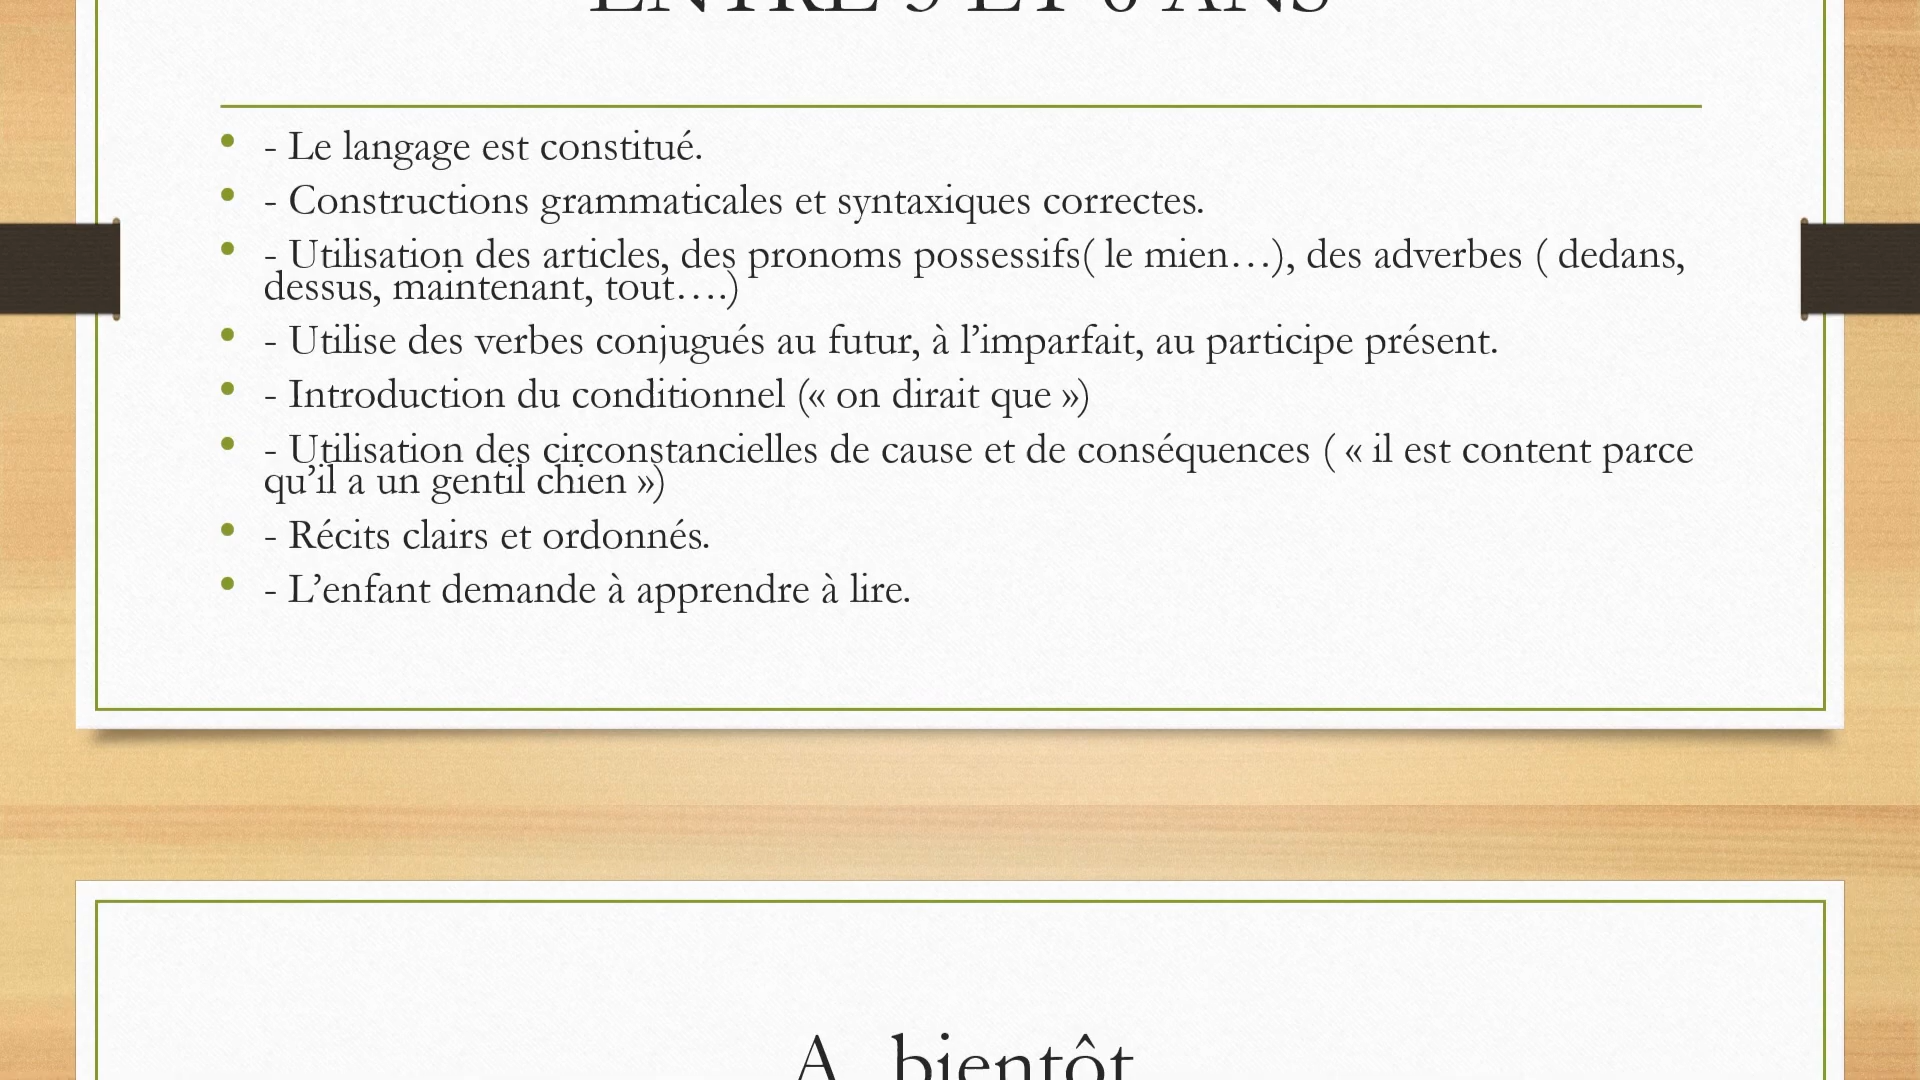 ENTRE 5 ET 6 ANS
- Le langage est constitué.
- Constructions grammaticales et syntaxiques correctes.
- Utilisation des articles, des pronoms possessifs( le mien…), des adverbes ( dedans,
dessus, maintenant, tout….)
- Utilise des verbes conjugués au futur, à l’imparfait, au participe présent.
- Introduction du conditionnel (« on dirait que »)
- Utilisation des circonstancielles de cause et de conséquences ( « il est content parce
qu’il a un gentil chien »)
- Récits clairs et ordonnés.
- L’enfant demande à apprendre à lire.
A bientôt